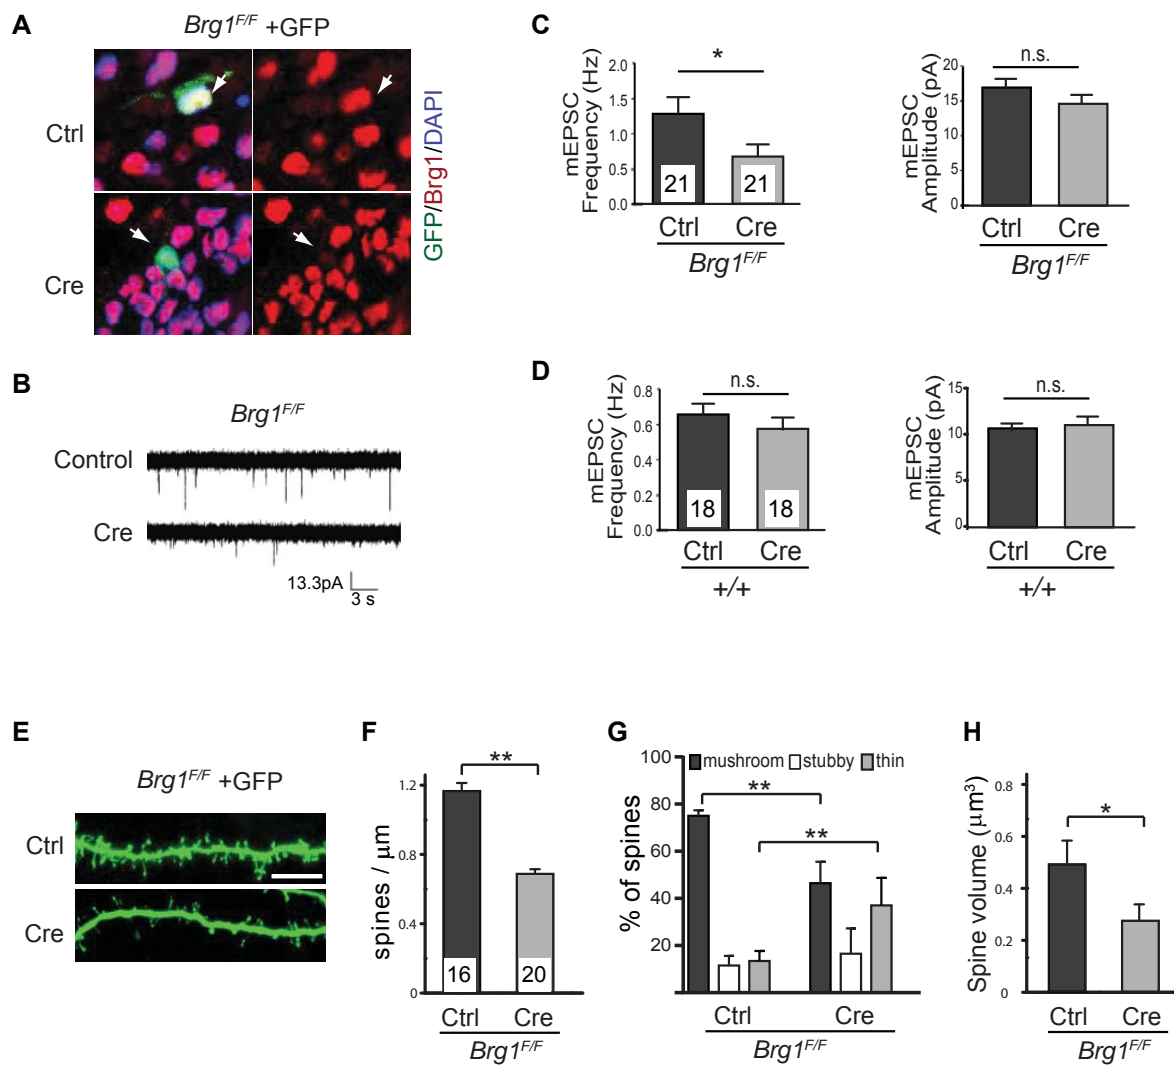 A
Brg1F/F +GFP
Ctrl
Cre
GFP/Brg1/DAPI
B
Brg1F/F
Control
Cre
13.3pA
3 s
C
mEPSC
Frequency (Hz)
2.0
1.5
1.0
0.5
0.0
*
21
21
Ctrl
Cre
Brg1F/F
mEPSC
Amplitude (pA)
20
15
10
5
0
n.s.
Ctrl
Cre
Brg1F/F
D
mEPSC
Frequency (Hz)
0.8
0.6
0.4
0.2
0.0
n.s.
18
18
Ctrl
Cre
+/+
mEPSC
Amplitude (pA)
15
10
5
0
n.s.
Ctrl
Cre
+/+
E
Brg1F/F +GFP
Ctrl
Cre
F
spines / μm
1.2
0.8
0.4
0
**
16
20
Ctrl
Cre
Brg1F/F
G
% of spines
100
80
60
40
20
mushroom
stubby
thin
**
**
Ctrl
Cre
Brg1F/F
H
Spine volume (μm³)
0.8
0.6
0.4
0.2
0
*
Ctrl
Cre
Brg1F/F